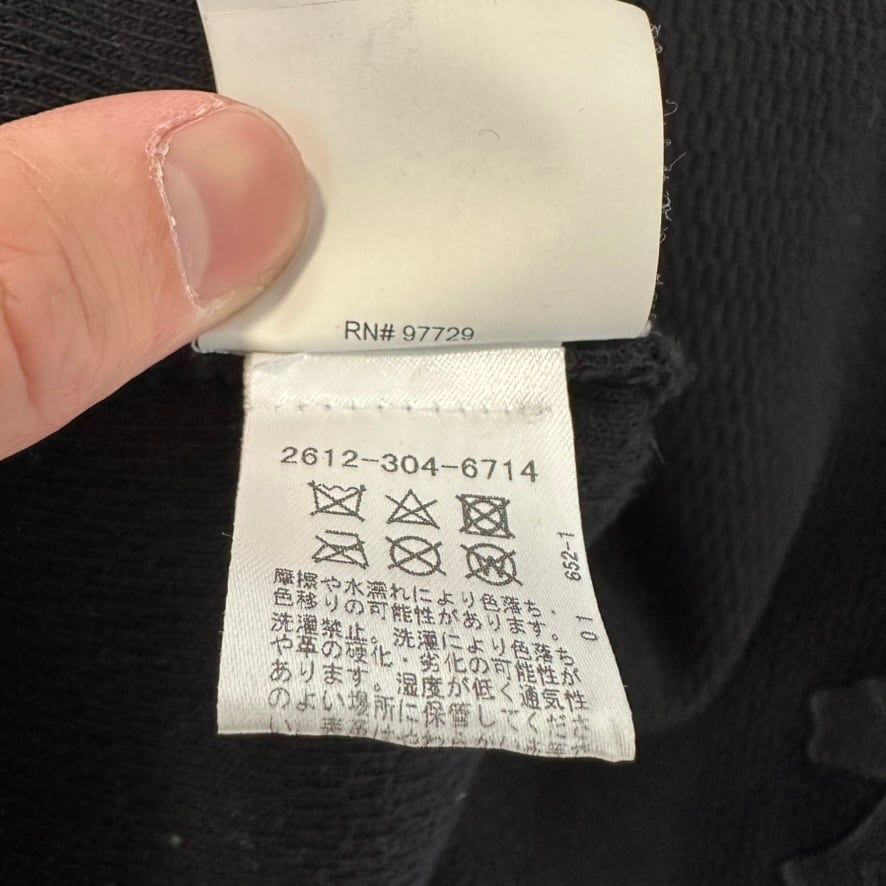 RN# 97729
2612-304-6714
652-1
01
摩擦や水濡れにより色落ち・
色移りの可能性があります。
洗濯禁止。洗濯により色落ち
や革の硬化・劣化の可能性が
あります。湿度が低く通気性
のよい場所に保管してくださ
い。